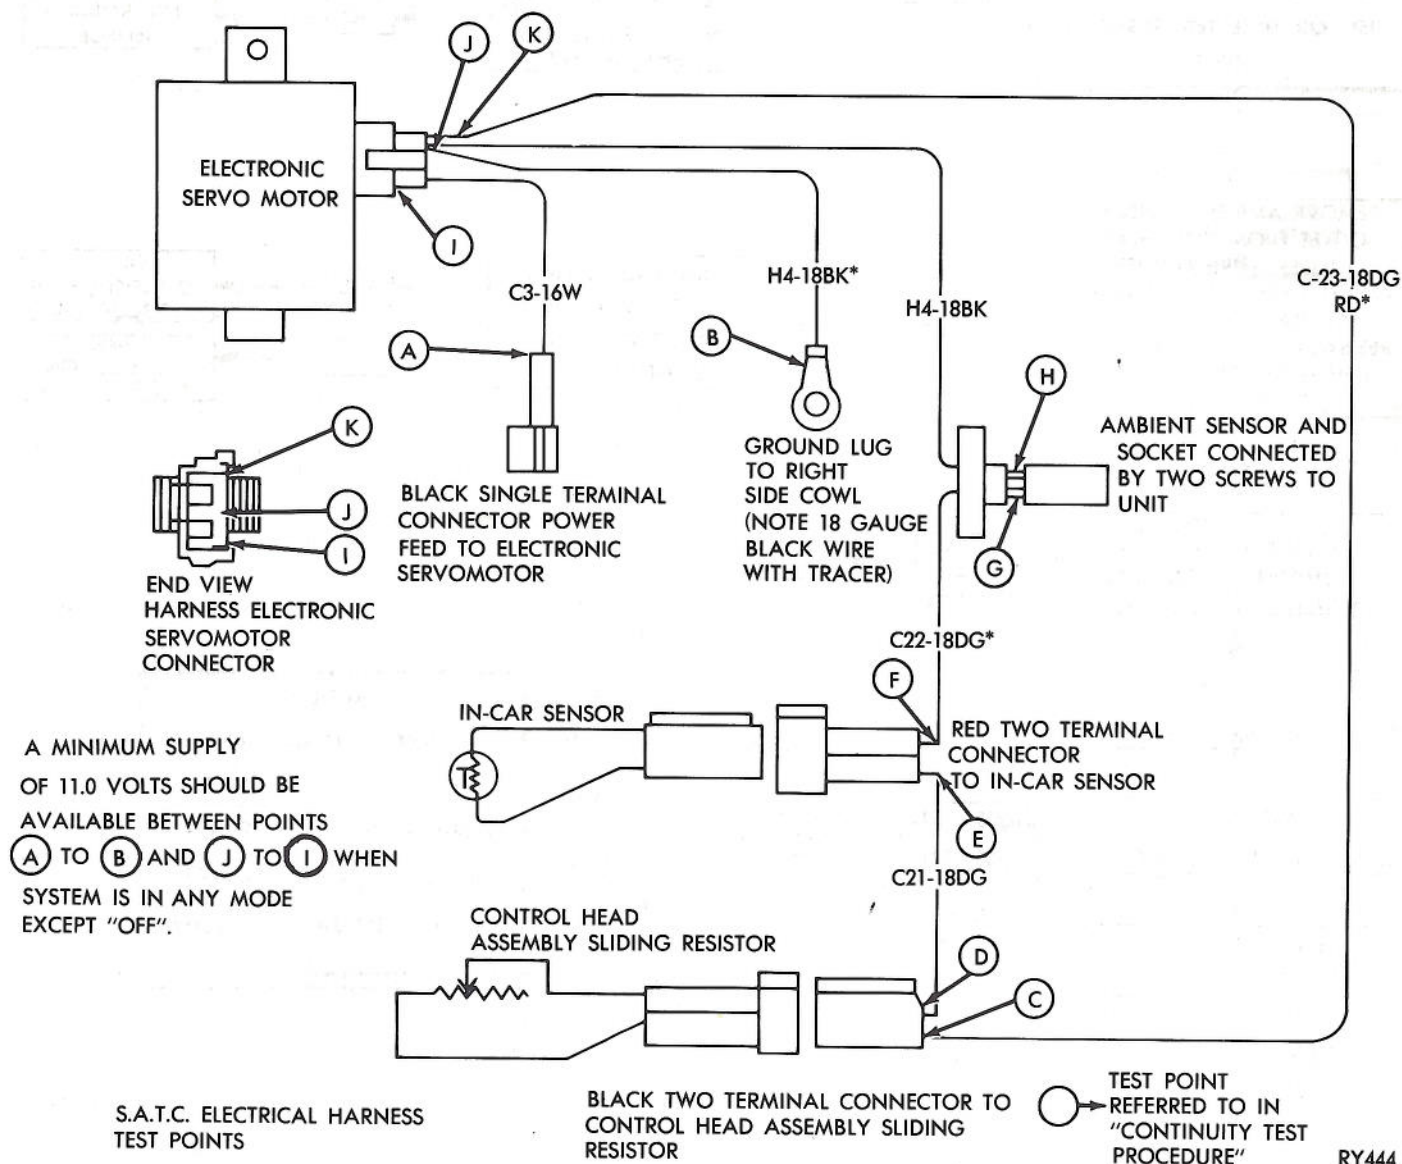 J
K
ELECTRONIC
SERVO MOTOR
I
C3-16W
H4-18BK*
H4-18BK
C-23-18DG
RD*
A
B
H
K
J
I
END VIEW
HARNESS ELECTRONIC
SERVOMOTOR
CONNECTOR
BLACK SINGLE TERMINAL
CONNECTOR POWER
FEED TO ELECTRONIC
SERVOMOTOR
GROUND LUG
TO RIGHT
SIDE COWL
(NOTE 18 GAUGE
BLACK WIRE
WITH TRACER)
AMBIENT SENSOR AND
SOCKET CONNECTED
BY TWO SCREWS TO
UNIT
G
C22-18DG*
F
IN-CAR SENSOR
T
RED TWO TERMINAL
CONNECTOR
TO IN-CAR SENSOR
E
A MINIMUM SUPPLY
OF 11.0 VOLTS SHOULD BE
AVAILABLE BETWEEN POINTS
A TO B AND J TO I WHEN
SYSTEM IS IN ANY MODE
EXCEPT "OFF".
C21-18DG
CONTROL HEAD
ASSEMBLY SLIDING RESISTOR
D
C
S.A.T.C. ELECTRICAL HARNESS
TEST POINTS
BLACK TWO TERMINAL CONNECTOR TO
CONTROL HEAD ASSEMBLY SLIDING
RESISTOR
TEST POINT
REFERRED TO IN
"CONTINUITY TEST
PROCEDURE"
RY444